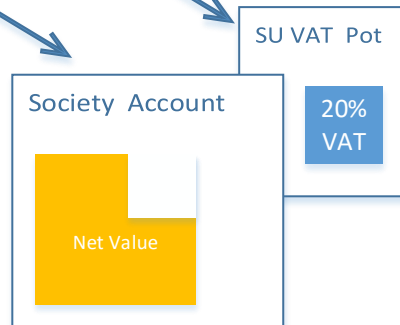 SU VAT Pot
20%
VAT
Society Account
Net Value